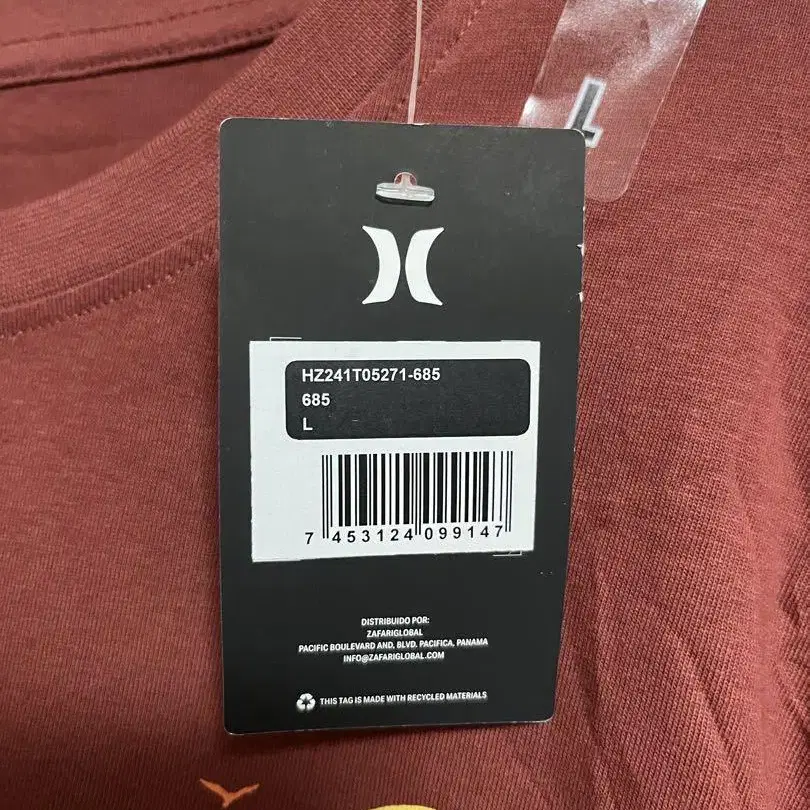 L
HZ241T05271-685
685
L
7 453124 099147
DISTRIBUIDO POR:
ZAFARIGLOBAL
PACIFIC BOULEVARD AND, BLVD. PACIFICA, PANAMA
INFO@ZAFARIGLOBAL.COM
THIS TAG IS MADE WITH RECYCLED MATERIALS